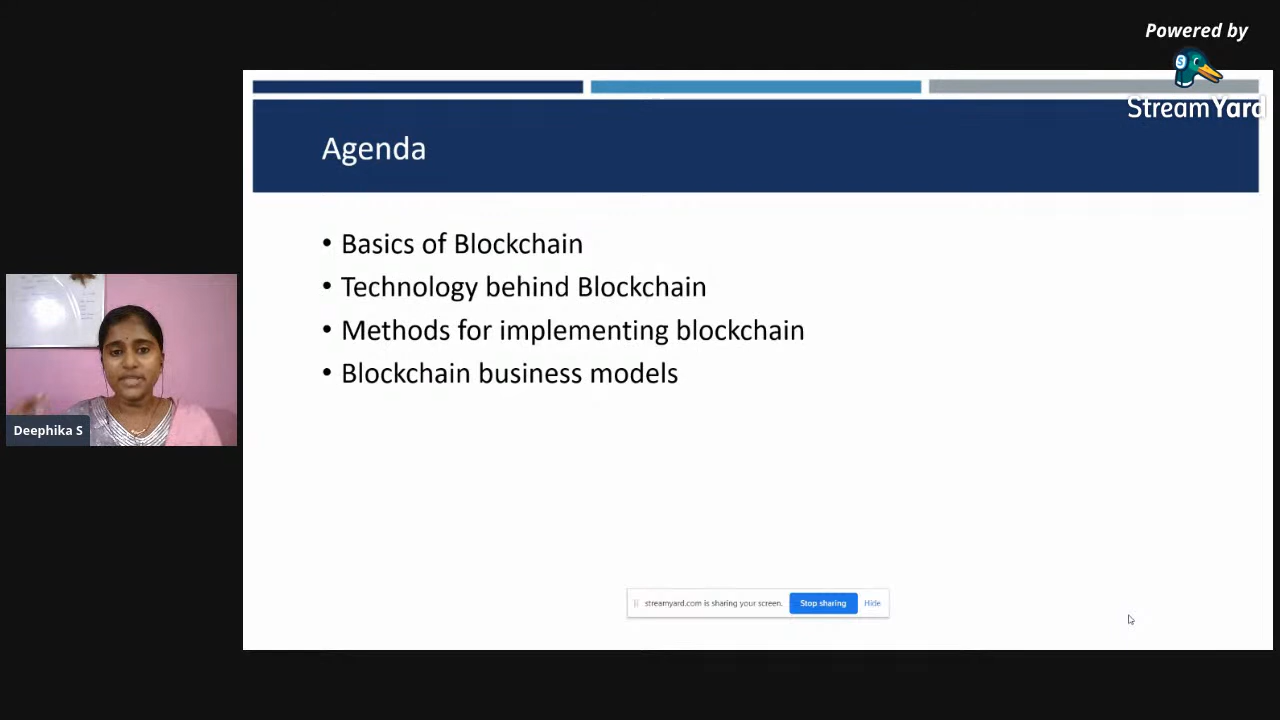 Powered by
StreamYard
Agenda
• Basics of Blockchain
• Technology behind Blockchain
• Methods for implementing blockchain
• Blockchain business models
Deephika S
streamyard.com is sharing your screen.
Stop sharing
Hide